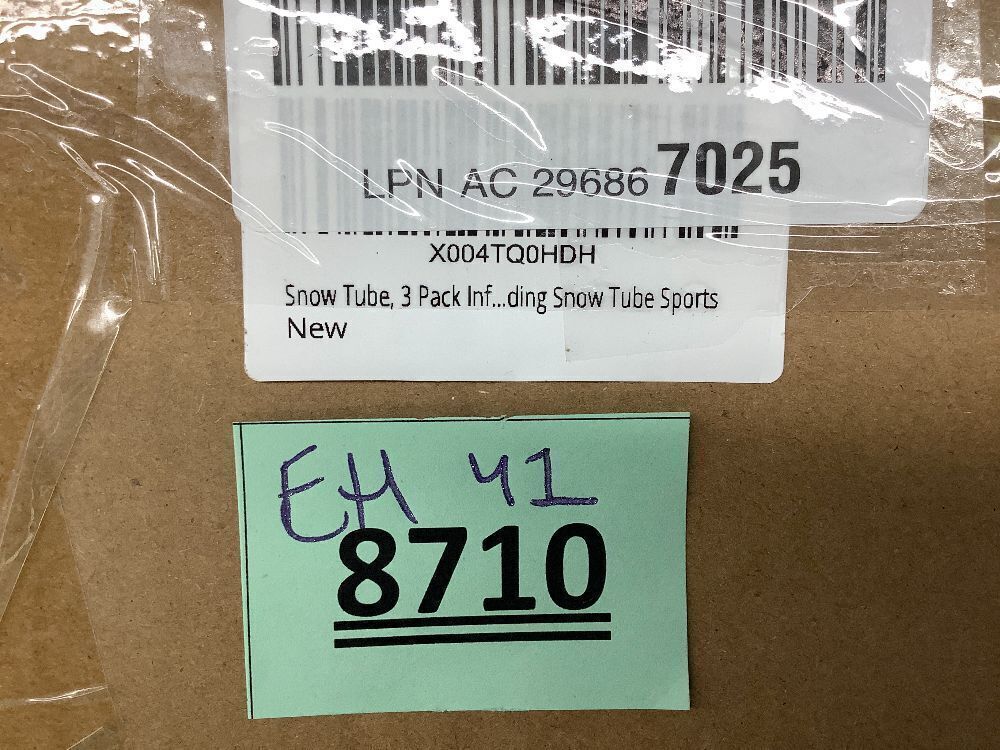 LPN AC 29686 7025
X004TQ0HDH
Snow Tube, 3 Pack Inf...ding Snow Tube Sports
New
EH 41
8710